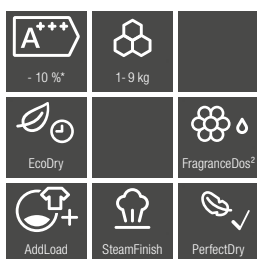 A+++
- 10 %*
1- 9 kg
EcoDry
FragranceDos²
AddLoad
SteamFinish
PerfectDry